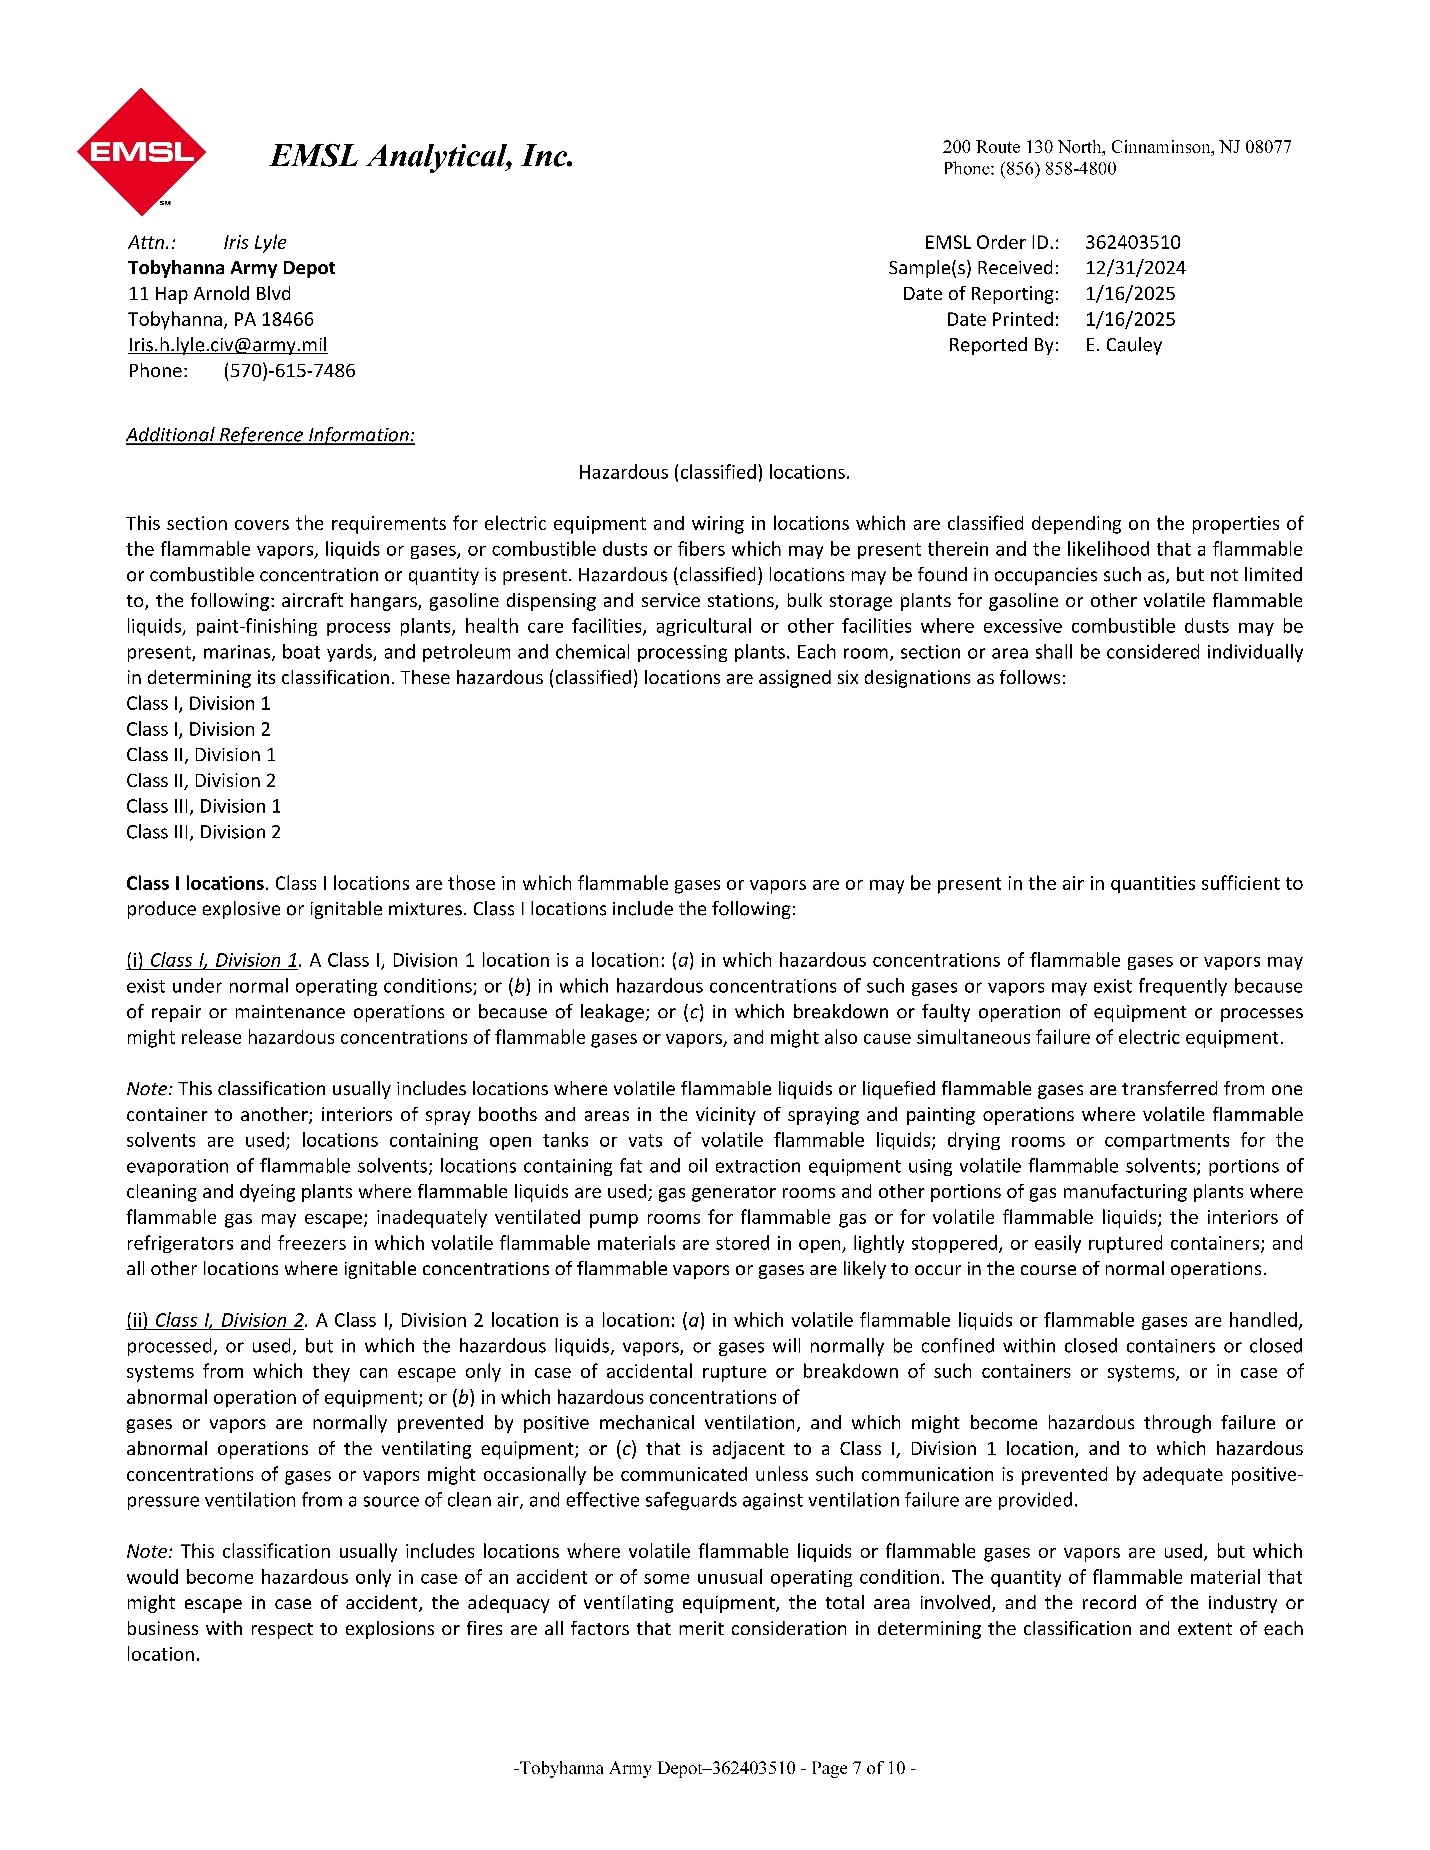 EMSL
SM
EMSL Analytical, Inc.
200 Route 130 North, Cinnaminson, NJ 08077
Phone: (856) 858-4800
Attn.: Iris Lyle
Tobyhanna Army Depot
11 Hap Arnold Blvd
Tobyhanna, PA 18466
Iris.h.lyle.civ@army.mil
Phone: (570)-615-7486
EMSL Order ID.: 362403510
Sample(s) Received: 12/31/2024
Date of Reporting: 1/16/2025
Date Printed: 1/16/2025
Reported By: E. Cauley
Additional Reference Information:
Hazardous (classified) locations.
This section covers the requirements for electric equipment and wiring in locations which are classified depending on the properties of
the flammable vapors, liquids or gases, or combustible dusts or fibers which may be present therein and the likelihood that a flammable
or combustible concentration or quantity is present. Hazardous (classified) locations may be found in occupancies such as, but not limited
to, the following: aircraft hangars, gasoline dispensing and service stations, bulk storage plants for gasoline or other volatile flammable
liquids, paint-finishing process plants, health care facilities, agricultural or other facilities where excessive combustible dusts may be
present, marinas, boat yards, and petroleum and chemical processing plants. Each room, section or area shall be considered individually
in determining its classification. These hazardous (classified) locations are assigned six designations as follows:
Class I, Division 1
Class I, Division 2
Class II, Division 1
Class II, Division 2
Class III, Division 1
Class III, Division 2
Class I locations. Class I locations are those in which flammable gases or vapors are or may be present in the air in quantities sufficient to
produce explosive or ignitable mixtures. Class I locations include the following:
(i) Class I, Division 1. A Class I, Division 1 location is a location: (a) in which hazardous concentrations of flammable gases or vapors may
exist under normal operating conditions; or (b) in which hazardous concentrations of such gases or vapors may exist frequently because
of repair or maintenance operations or because of leakage; or (c) in which breakdown or faulty operation of equipment or processes
might release hazardous concentrations of flammable gases or vapors, and might also cause simultaneous failure of electric equipment.
Note: This classification usually includes locations where volatile flammable liquids or liquefied flammable gases are transferred from one
container to another; interiors of spray booths and areas in the vicinity of spraying and painting operations where volatile flammable
solvents are used; locations containing open tanks or vats of volatile flammable liquids; drying rooms or compartments for the
evaporation of flammable solvents; locations containing fat and oil extraction equipment using volatile flammable solvents; portions of
cleaning and dyeing plants where flammable liquids are used; gas generator rooms and other portions of gas manufacturing plants where
flammable gas may escape; inadequately ventilated pump rooms for flammable gas or for volatile flammable liquids; the interiors of
refrigerators and freezers in which volatile flammable materials are stored in open, lightly stoppered, or easily ruptured containers; and
all other locations where ignitable concentrations of flammable vapors or gases are likely to occur in the course of normal operations.
(ii) Class I, Division 2. A Class I, Division 2 location is a location: (a) in which volatile flammable liquids or flammable gases are handled,
processed, or used, but in which the hazardous liquids, vapors, or gases will normally be confined within closed containers or closed
systems from which they can escape only in case of accidental rupture or breakdown of such containers or systems, or in case of
abnormal operation of equipment; or (b) in which hazardous concentrations of
gases or vapors are normally prevented by positive mechanical ventilation, and which might become hazardous through failure or
abnormal operations of the ventilating equipment; or (c) that is adjacent to a Class I, Division 1 location, and to which hazardous
concentrations of gases or vapors might occasionally be communicated unless such communication is prevented by adequate positive-
pressure ventilation from a source of clean air, and effective safeguards against ventilation failure are provided.
Note: This classification usually includes locations where volatile flammable liquids or flammable gases or vapors are used, but which
would become hazardous only in case of an accident or of some unusual operating condition. The quantity of flammable material that
might escape in case of accident, the adequacy of ventilating equipment, the total area involved, and the record of the industry or
business with respect to explosions or fires are all factors that merit consideration in determining the classification and extent of each
location.
-Tobyhanna Army Depot–362403510 - Page 7 of 10 -